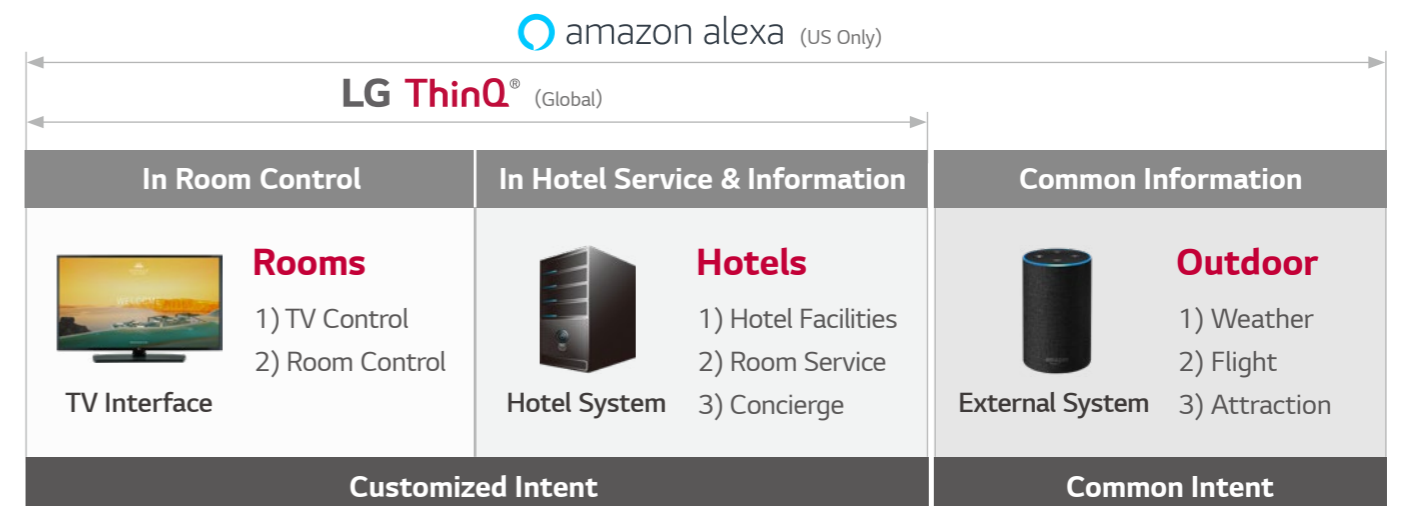 amazon alexa (US Only)
LG ThinQ® (Global)
In Room Control
In Hotel Service & Information
Common Information
Rooms
1) TV Control
2) Room Control
TV Interface
Hotels
1) Hotel Facilities
2) Room Service
3) Concierge
Hotel System
Outdoor
1) Weather
2) Flight
3) Attraction
External System
WELCOME
amazon
Customized Intent
Common Intent